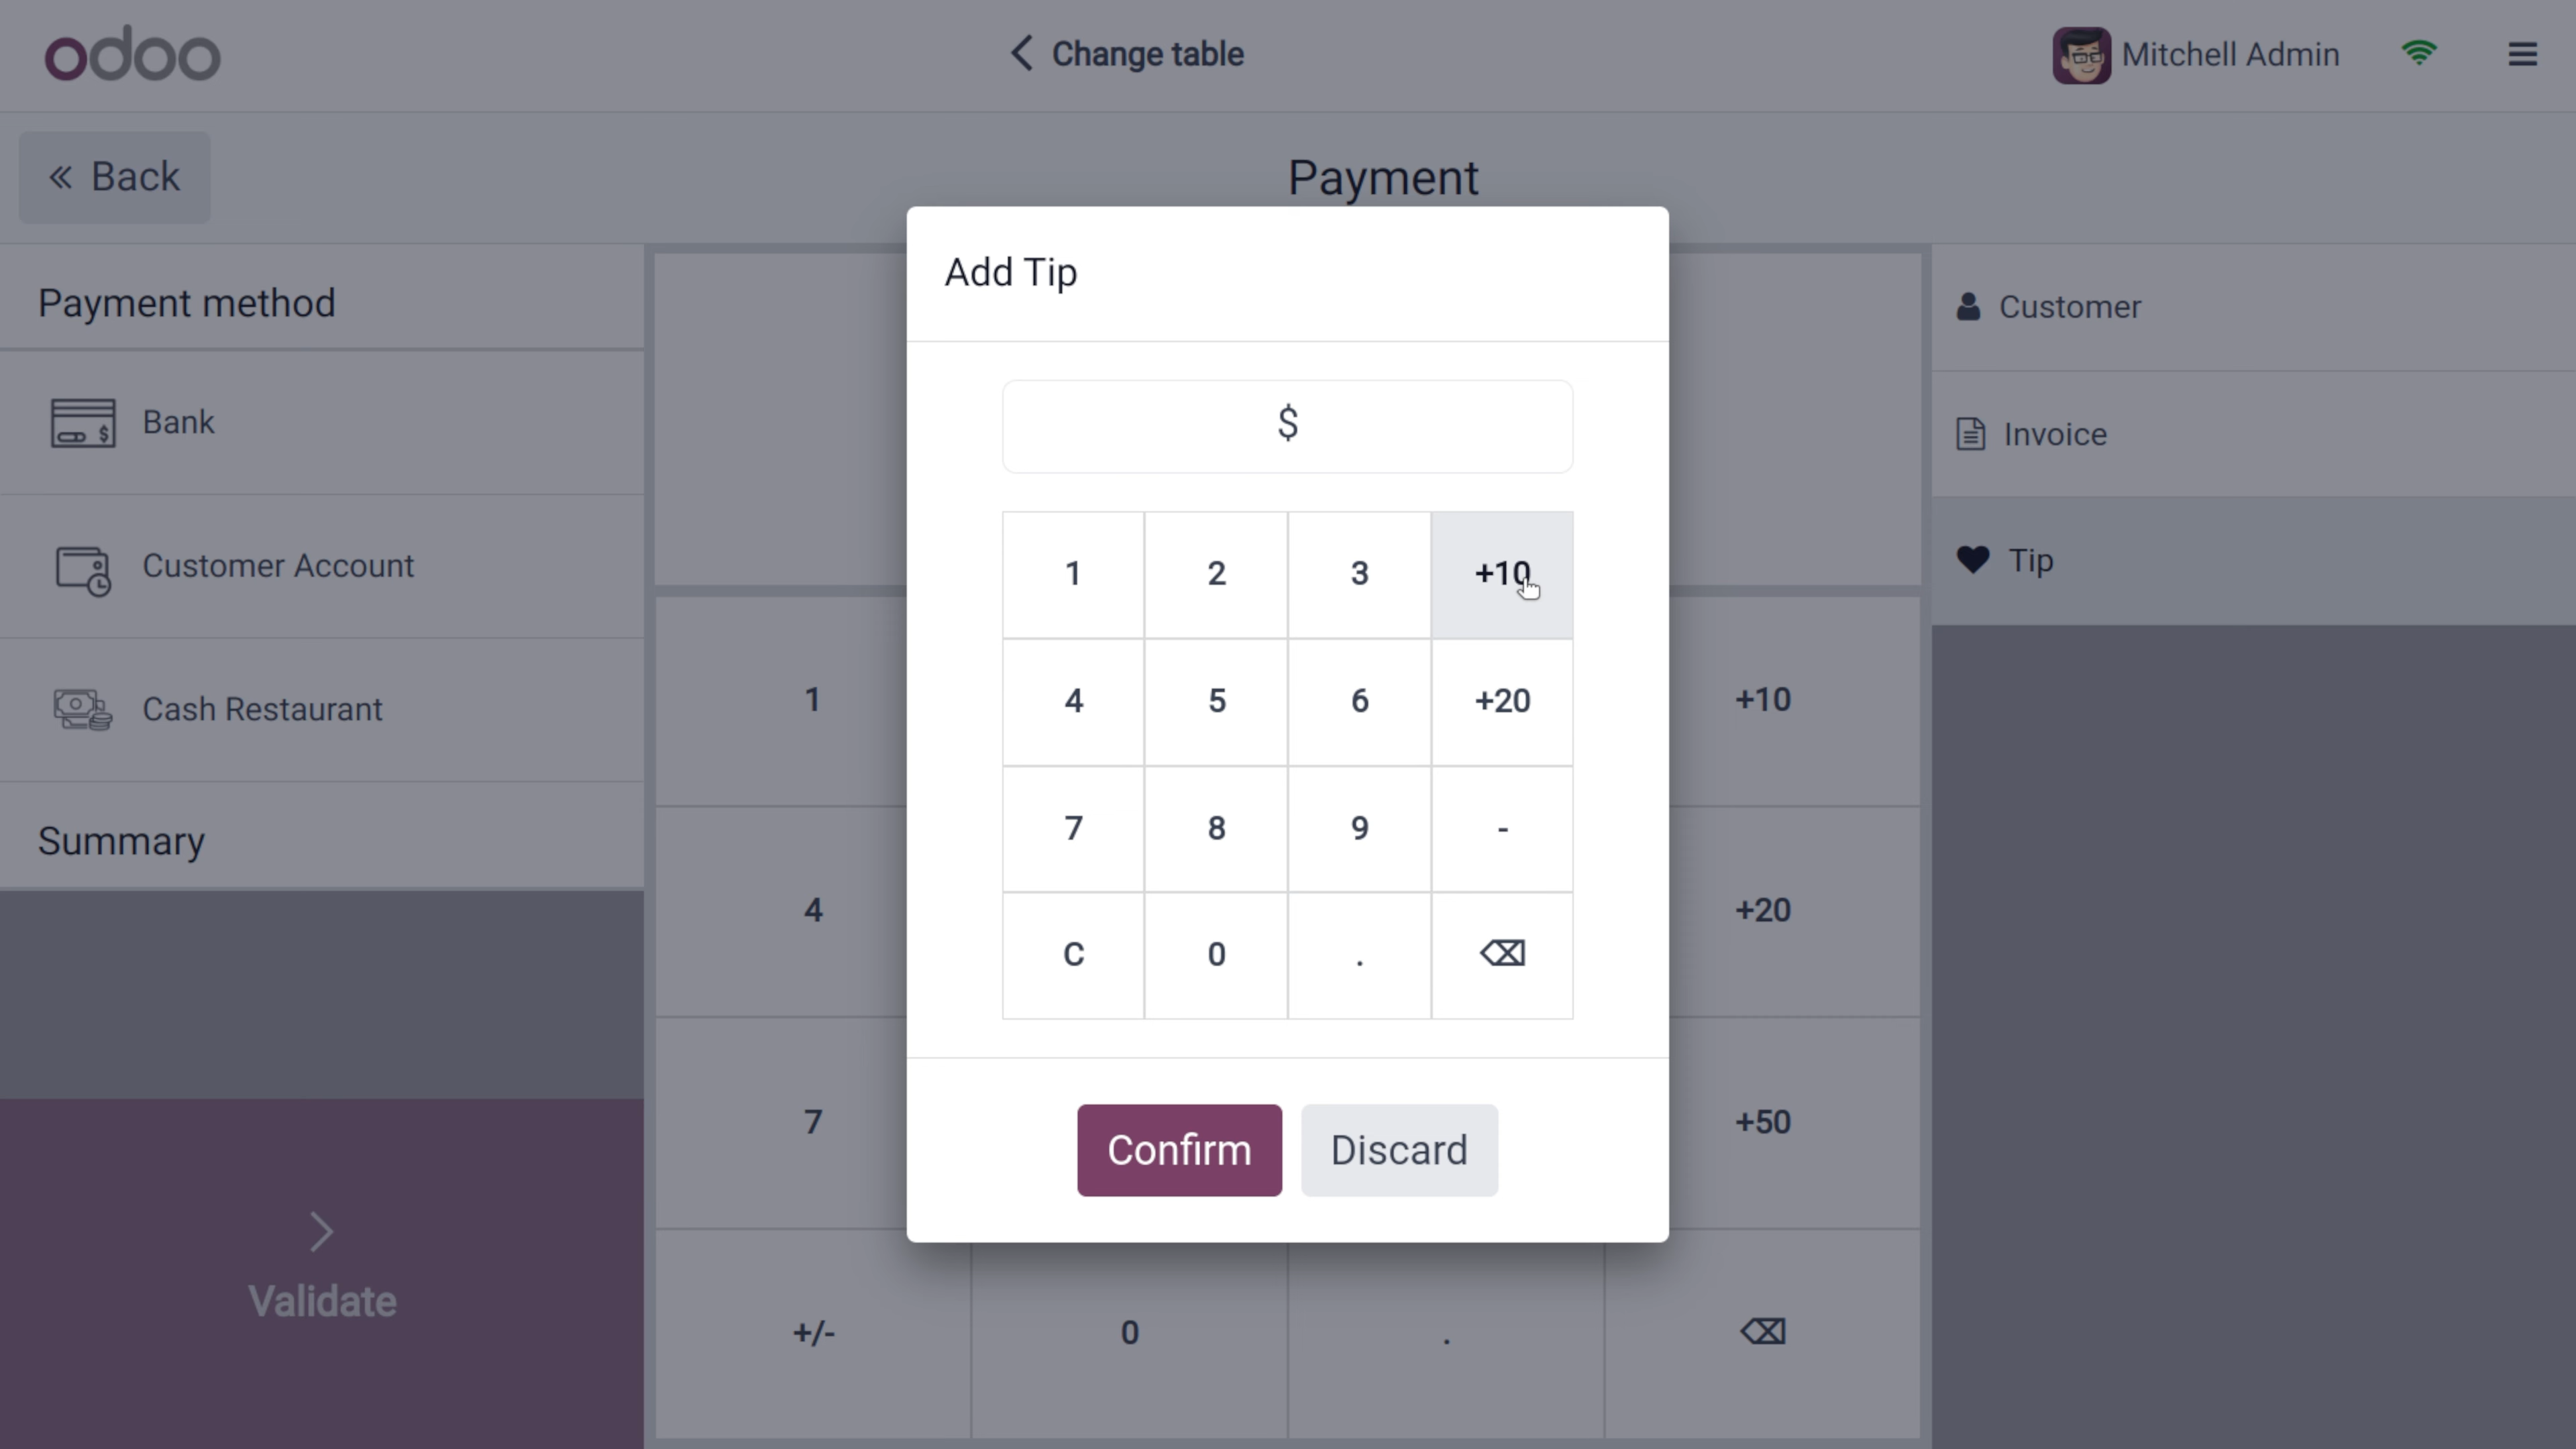 odoo
Change table
Mitchell Admin
Back
Payment
Payment method
Bank
Customer Account
Cash Restaurant
Summary
Validate
Add Tip
$
1 2 3 +10
4 5 6 +20
7 8 9 -
C 0 . ⌫
Confirm Discard
1 +10
4 +20
7 +50
+/- 0 . ⌫
Customer
Invoice
Tip